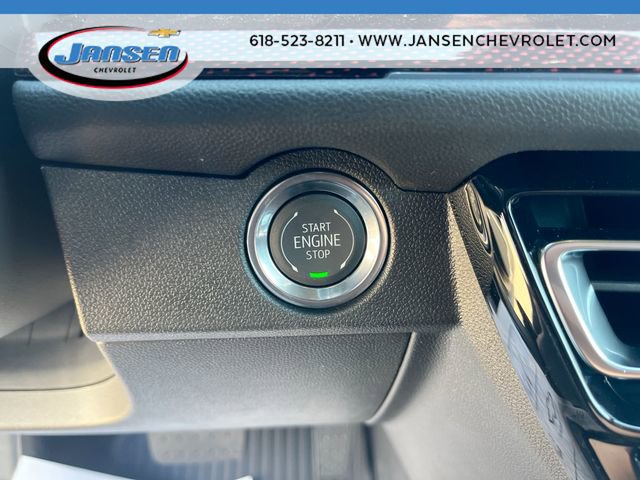 JANSEN
CHEVROLET
618-523-8211 • WWW.JANSENCHEVROLET.COM
START
ENGINE
STOP